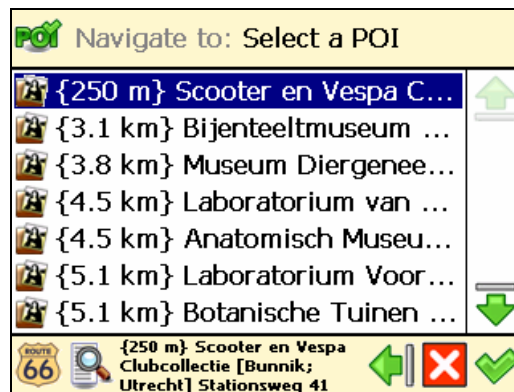 POI Navigate to: Select a POI
{250 m} Scooter en Vespa C...
{3.1 km} Bijenteeltmuseum ...
{3.8 km} Museum Diergenee...
{4.5 km} Laboratorium van ...
{4.5 km} Anatomisch Museu...
{5.1 km} Laboratorium Voor...
{5.1 km} Botanische Tuinen ...
ROUTE
66
{250 m} Scooter en Vespa
Clubcollectie [Bunnik;
Utrecht] Stationsweg 41